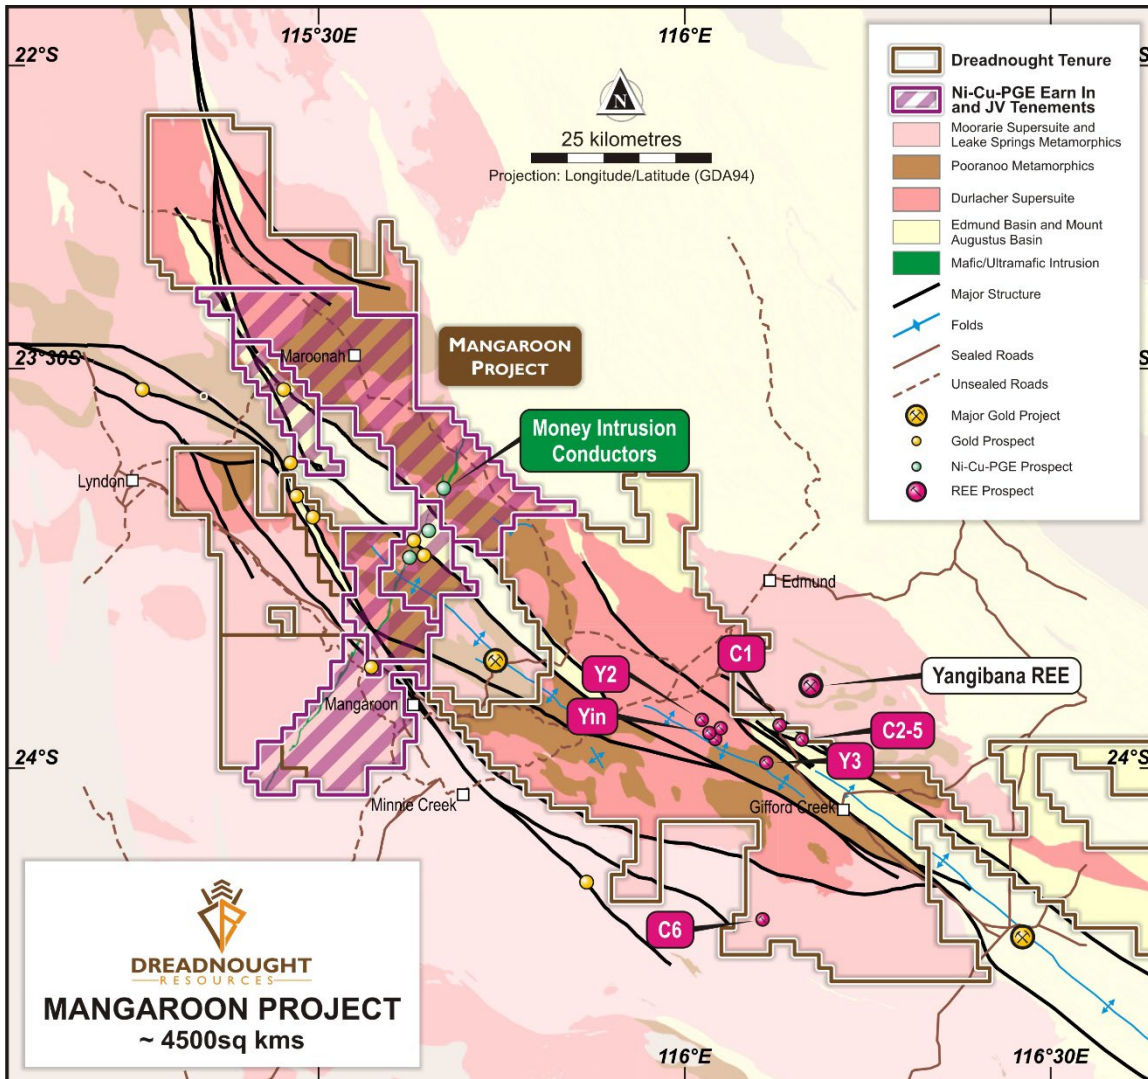 115°30E
116°E
22°S
N
25 kilometres
Projection: Longitude/Latitude (GDA94)
Dreadnought Tenure
Ni-Cu-PGE Earn In
and JV Tenements
Moorarie Supersuite and
Leake Springs Metamorphics
Pooranoo Metamorphics
Durlacher Supersuite
Edmund Basin and Mount
Augustus Basin
Mafic/Ultramafic Intrusion
Major Structure
Folds
Sealed Roads
Unsealed Roads
Major Gold Project
Gold Prospect
Ni-Cu-PGE Prospect
REE Prospect
23°30S
Maroonah
MANGAROON
PROJECT
Money Intrusion
Conductors
Lyndon
Edmund
C1
Y2
Yangibana REE
Yin
Mangaroon
C2-5
Y3
24°S
24°S
Minnie Creek
Gifford Creek
C6
DREADNOUGHT
RESOURCES
MANGAROON PROJECT
~ 4500sq kms
116°E
116°30E